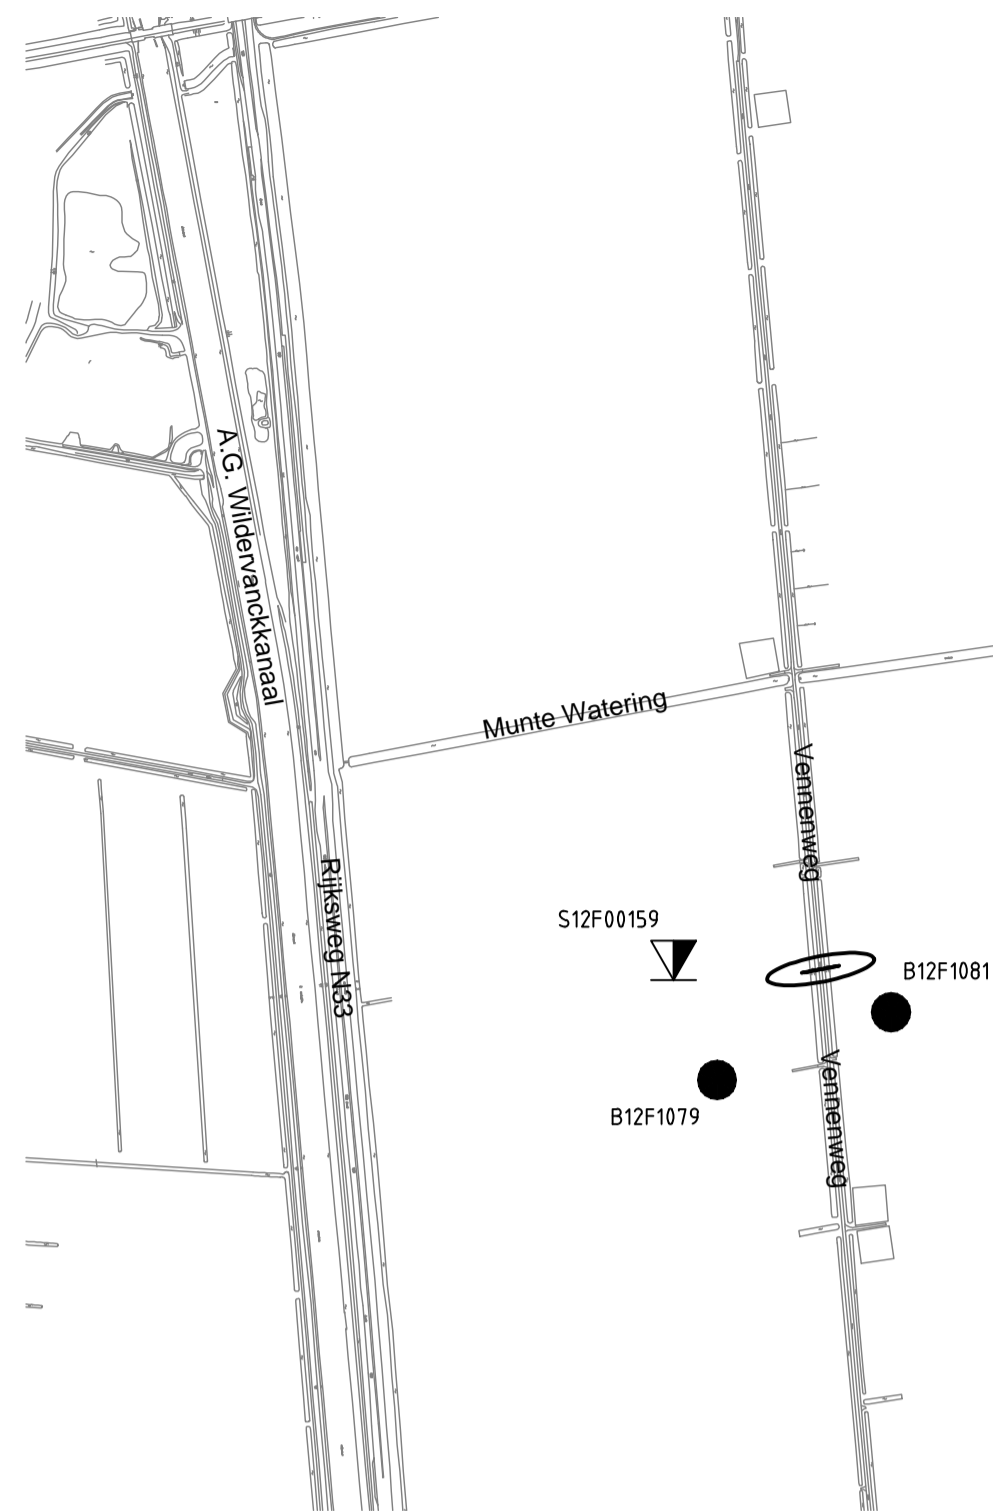 A.G. Wildervanckkanaal
Munte Watering
Vennenweg
Rijksweg N33
S12F00159
B12F1081
B12F1079
Vennenweg